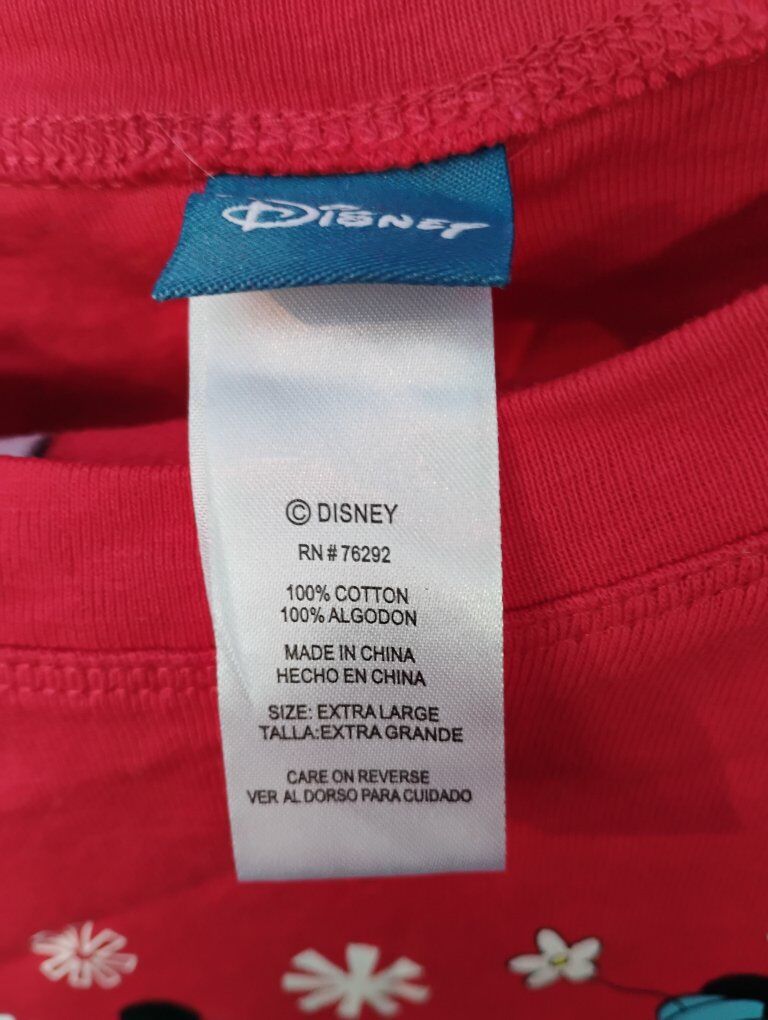 Disney
© DISNEY
RN # 76292
100% COTTON
100% ALGODON
MADE IN CHINA
HECHO EN CHINA
SIZE: EXTRA LARGE
TALLA:EXTRA GRANDE
CARE ON REVERSE
VER AL DORSO PARA CUIDADO